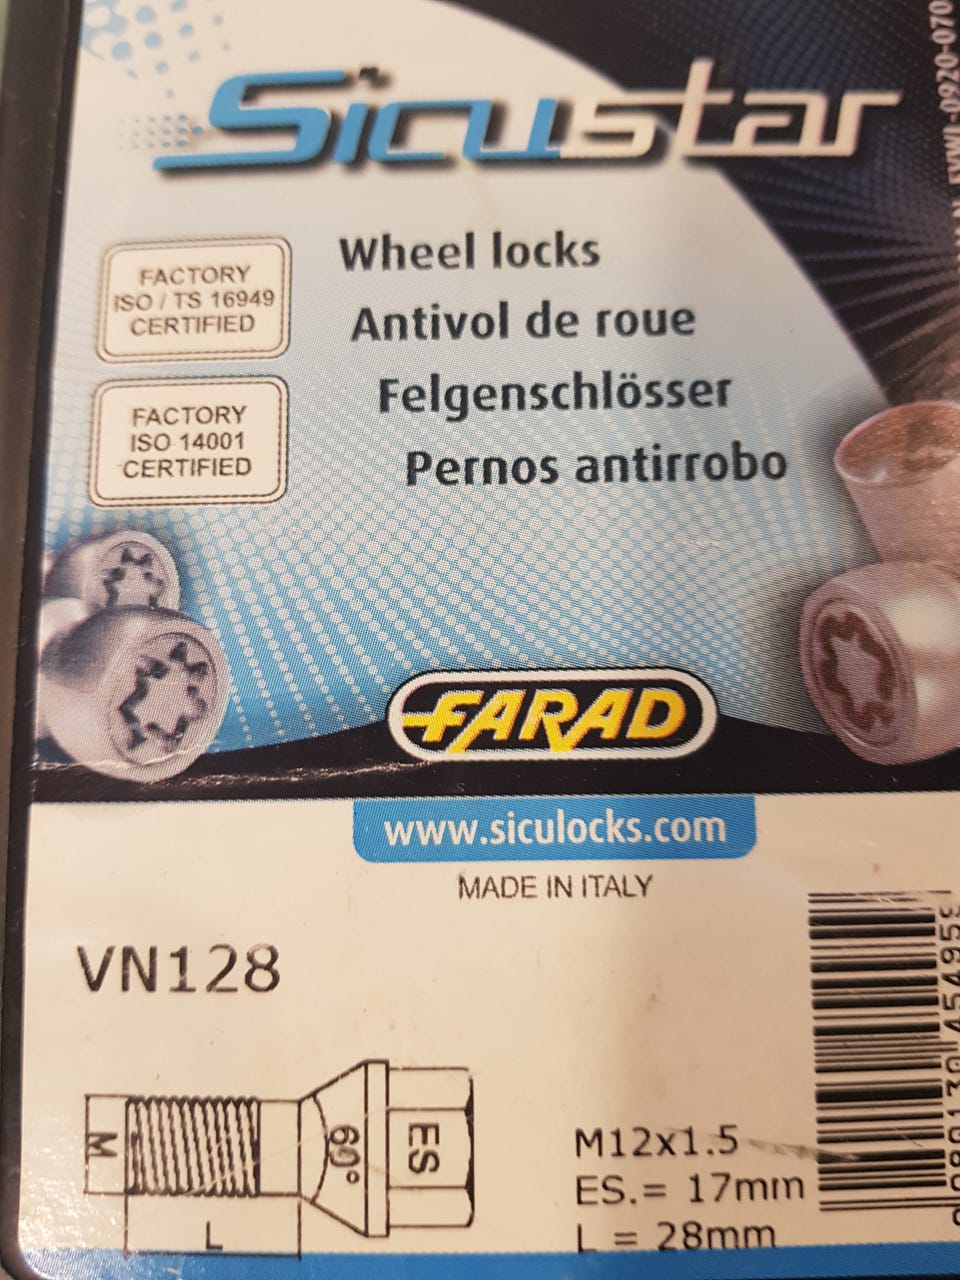 Sicustar
Wheel locks
Antivol de roue
Felgenschlösser
Pernos antirrobo
FACTORY
ISO / TS 16949
CERTIFIED
FACTORY
ISO 14001
CERTIFIED
FARAD
www.siculocks.com
MADE IN ITALY
VN128
M
60°
ES
L
M12x1.5
ES.= 17mm
L = 28mm